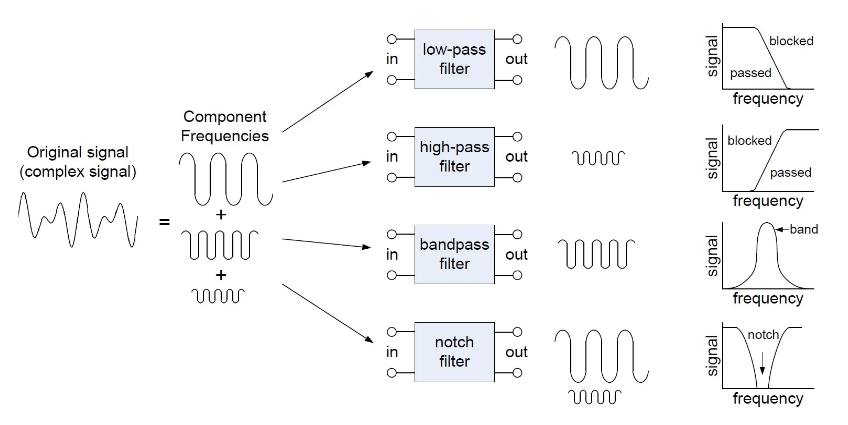 Original signal
(complex signal)
=
Component
Frequencies
+
+
in
low-pass
filter
out
signal
blocked
passed
frequency
in
high-pass
filter
out
signal
blocked
passed
frequency
in
bandpass
filter
out
signal
band
frequency
in
notch
filter
out
signal
notch
frequency